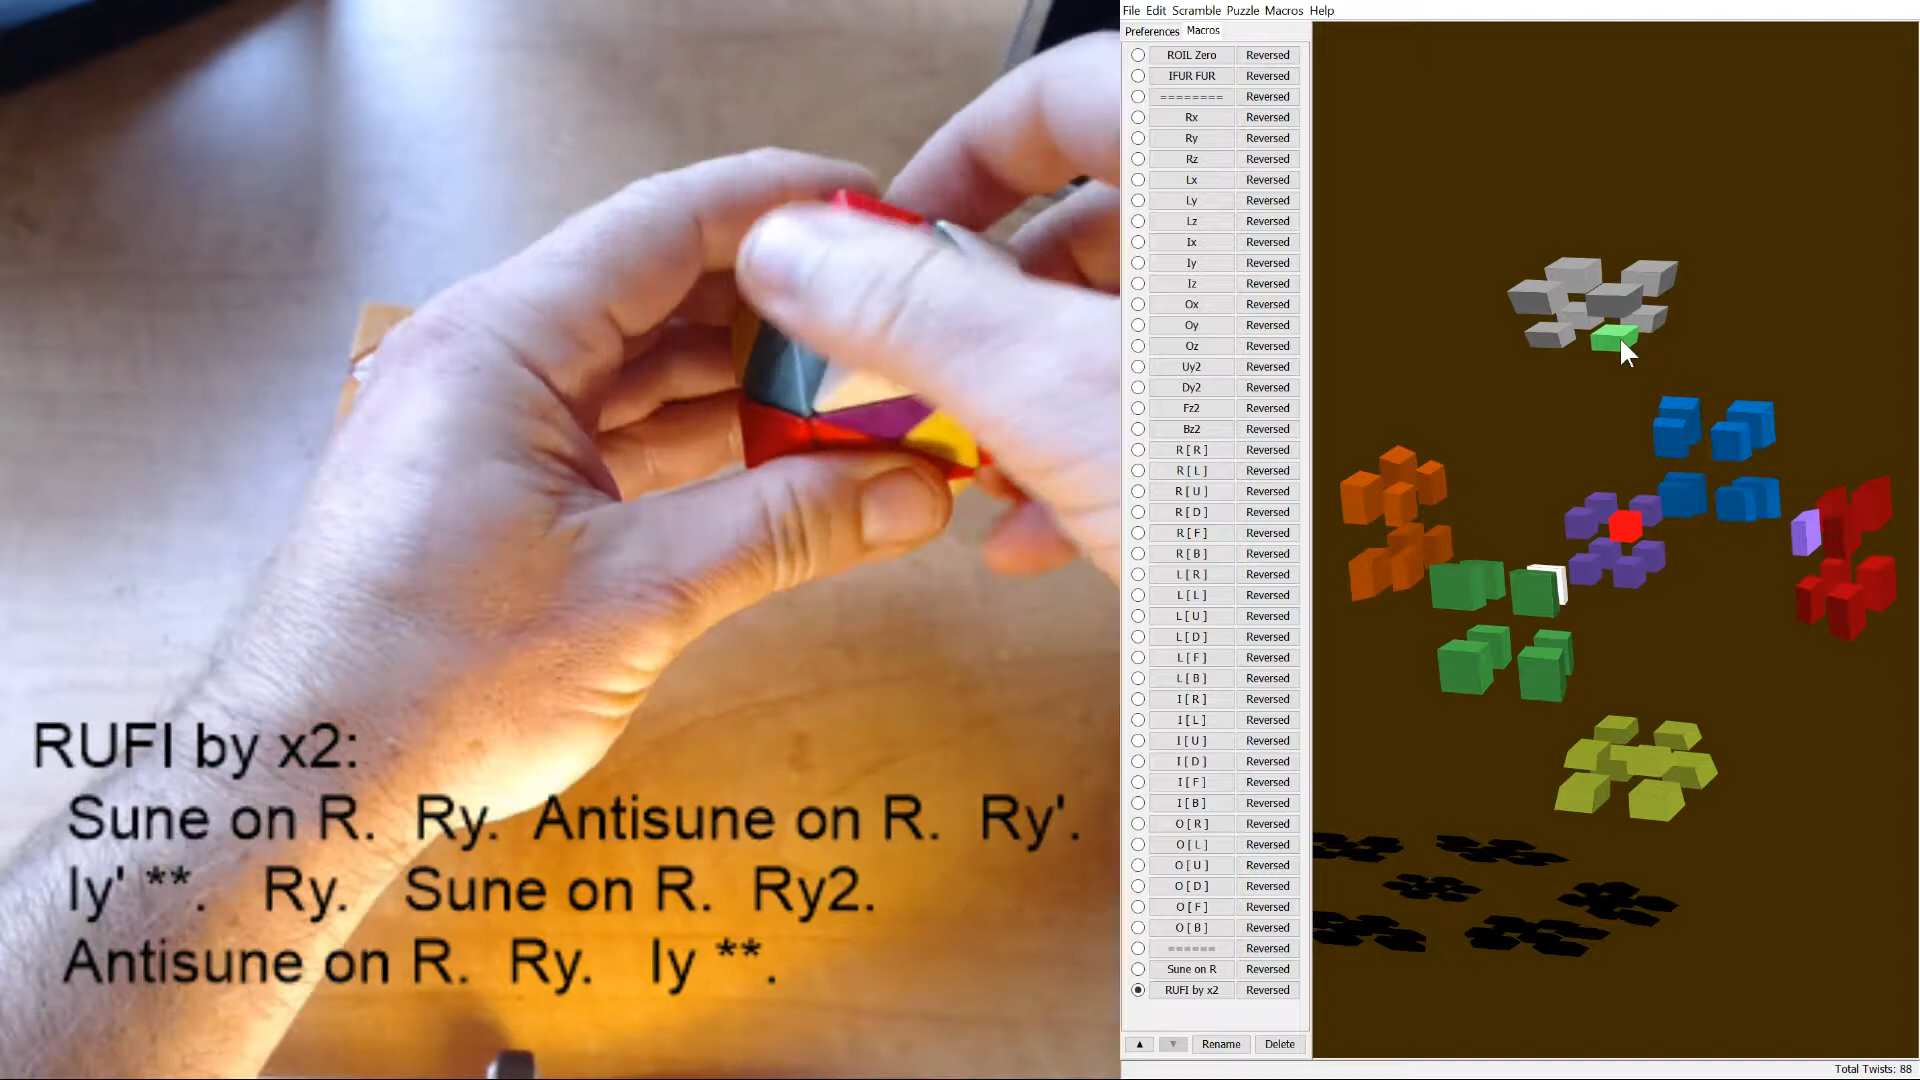 File Edit Scramble Puzzle Macros Help
Preferences Macros
ROIL Zero Reversed
IFUR FUR Reversed
======== Reversed
Rx Reversed
Ry Reversed
Rz Reversed
Lx Reversed
Ly Reversed
Lz Reversed
Ix Reversed
Iy Reversed
Iz Reversed
Ox Reversed
Oy Reversed
Oz Reversed
Uy2 Reversed
Dy2 Reversed
Fz2 Reversed
Bz2 Reversed
R [ R ] Reversed
R [ L ] Reversed
R [ U ] Reversed
R [ D ] Reversed
R [ F ] Reversed
R [ B ] Reversed
L [ R ] Reversed
L [ L ] Reversed
L [ U ] Reversed
L [ D ] Reversed
L [ F ] Reversed
L [ B ] Reversed
I [ R ] Reversed
I [ L ] Reversed
I [ U ] Reversed
I [ D ] Reversed
I [ F ] Reversed
I [ B ] Reversed
O [ R ] Reversed
O [ L ] Reversed
O [ U ] Reversed
O [ D ] Reversed
O [ F ] Reversed
O [ B ] Reversed
====== Reversed
Sune on R Reversed
RUFI by x2 Reversed
Rename Delete
Total Twists: 88
RUFI by x2:
Sune on R. Ry. Antisune on R. Ry'.
Iy' **. Ry. Sune on R. Ry2.
Antisune on R. Ry. Iy **.